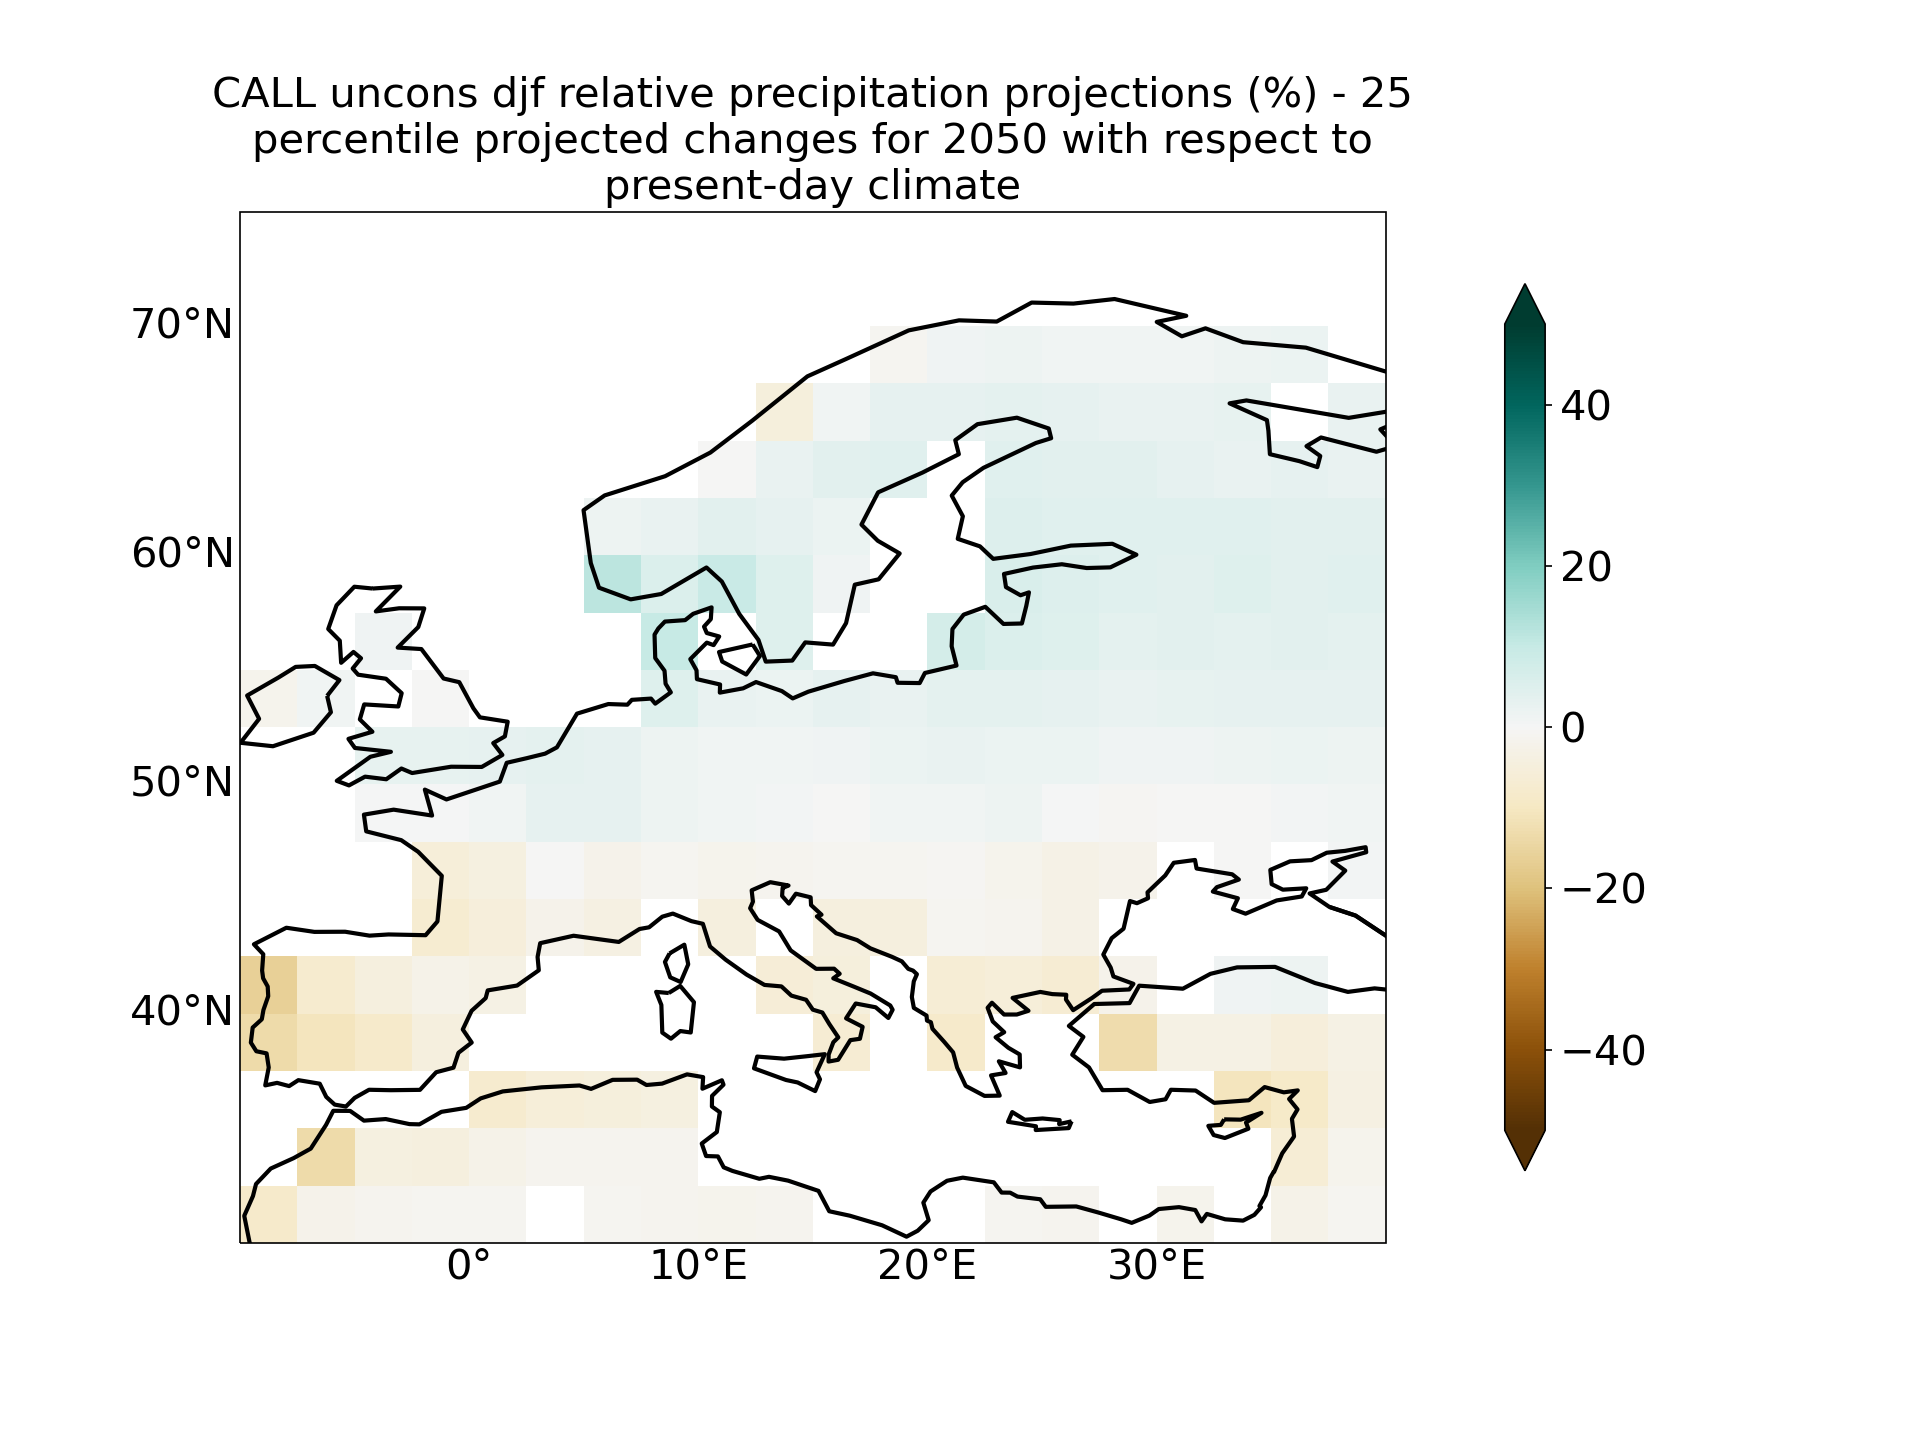 CALL uncons djf relative precipitation projections (%) - 25
percentile projected changes for 2050 with respect to
present-day climate
70°N
60°N
50°N
40°N
0°
10°E
20°E
30°E
40
20
0
−20
−40